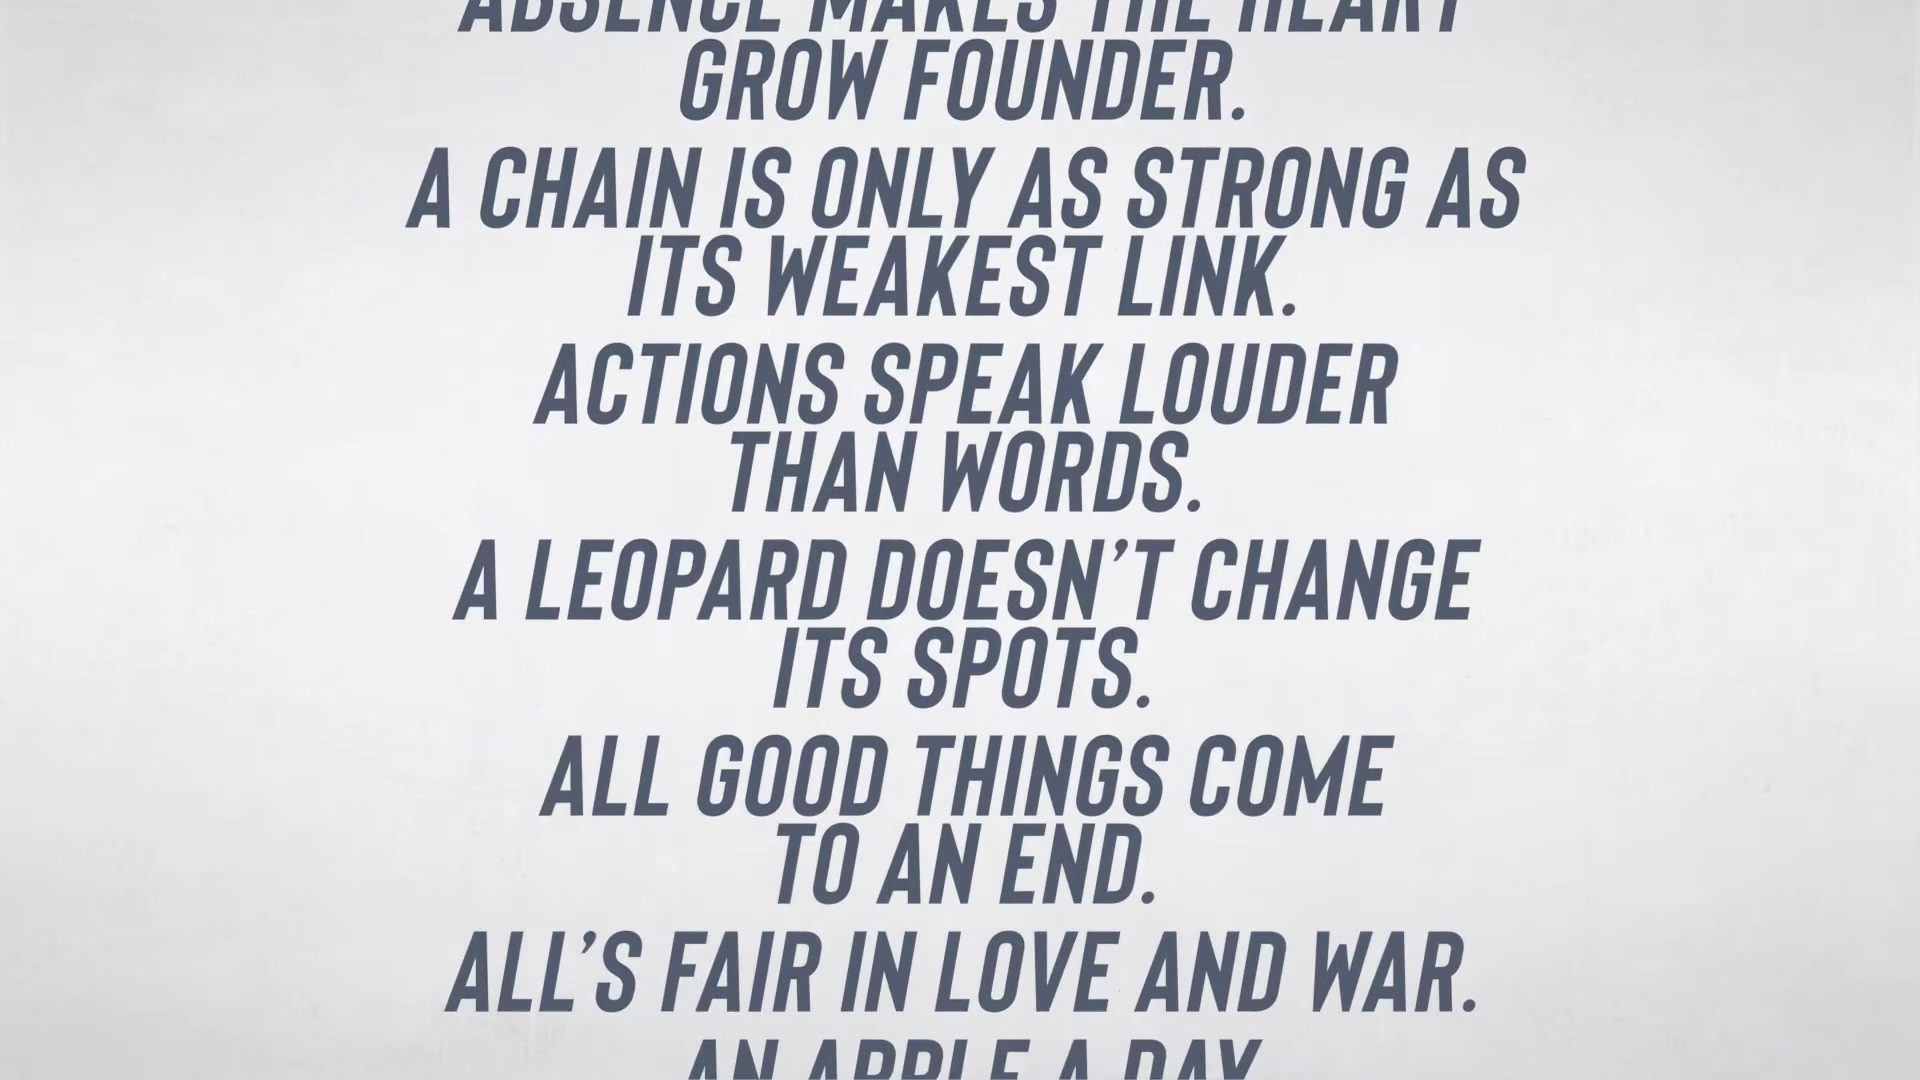 ABSENCE MAKES THE HEART
GROW FOUNDER.
A CHAIN IS ONLY AS STRONG AS
ITS WEAKEST LINK.
ACTIONS SPEAK LOUDER
THAN WORDS.
A LEOPARD DOESN’T CHANGE
ITS SPOTS.
ALL GOOD THINGS COME
TO AN END.
ALL’S FAIR IN LOVE AND WAR.
AN APPLE A DAY